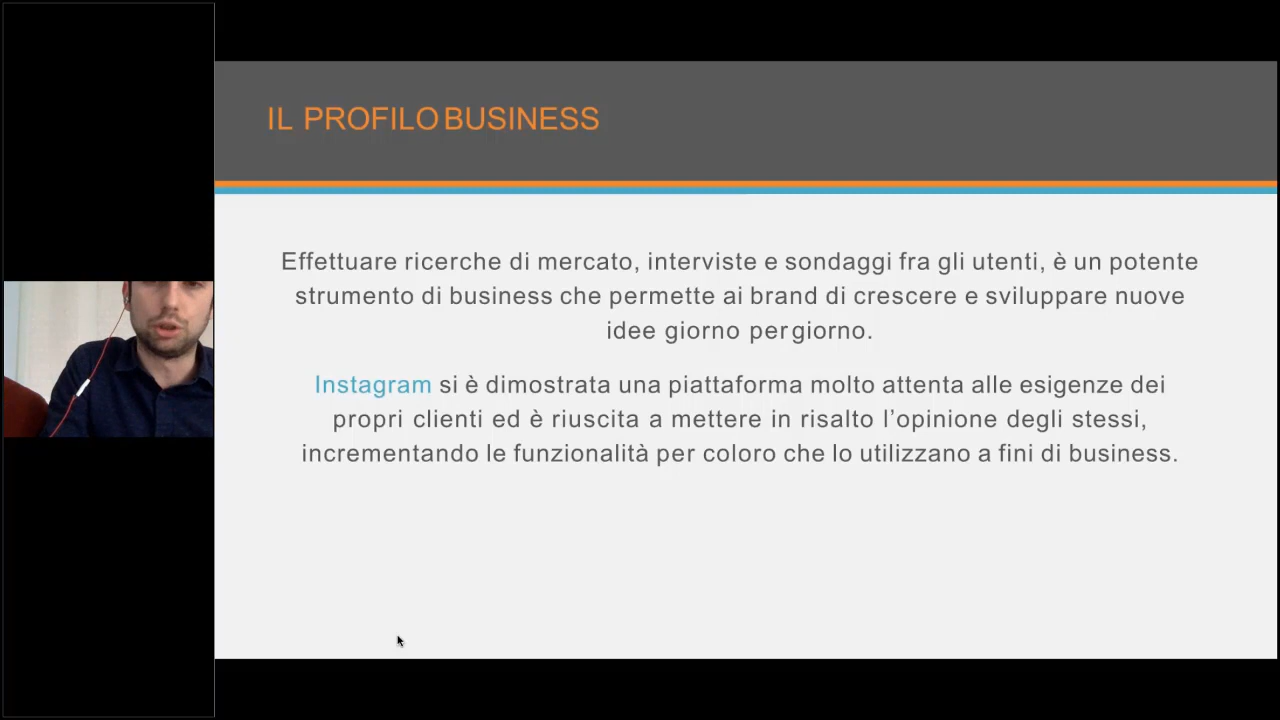 IL PROFILO BUSINESS
Effettuare ricerche di mercato, interviste e sondaggi fra gli utenti, è un potente
strumento di business che permette ai brand di crescere e sviluppare nuove
idee giorno per giorno.
Instagram si è dimostrata una piattaforma molto attenta alle esigenze dei
propri clienti ed è riuscita a mettere in risalto l’opinione degli stessi,
incrementando le funzionalità per coloro che lo utilizzano a fini di business.